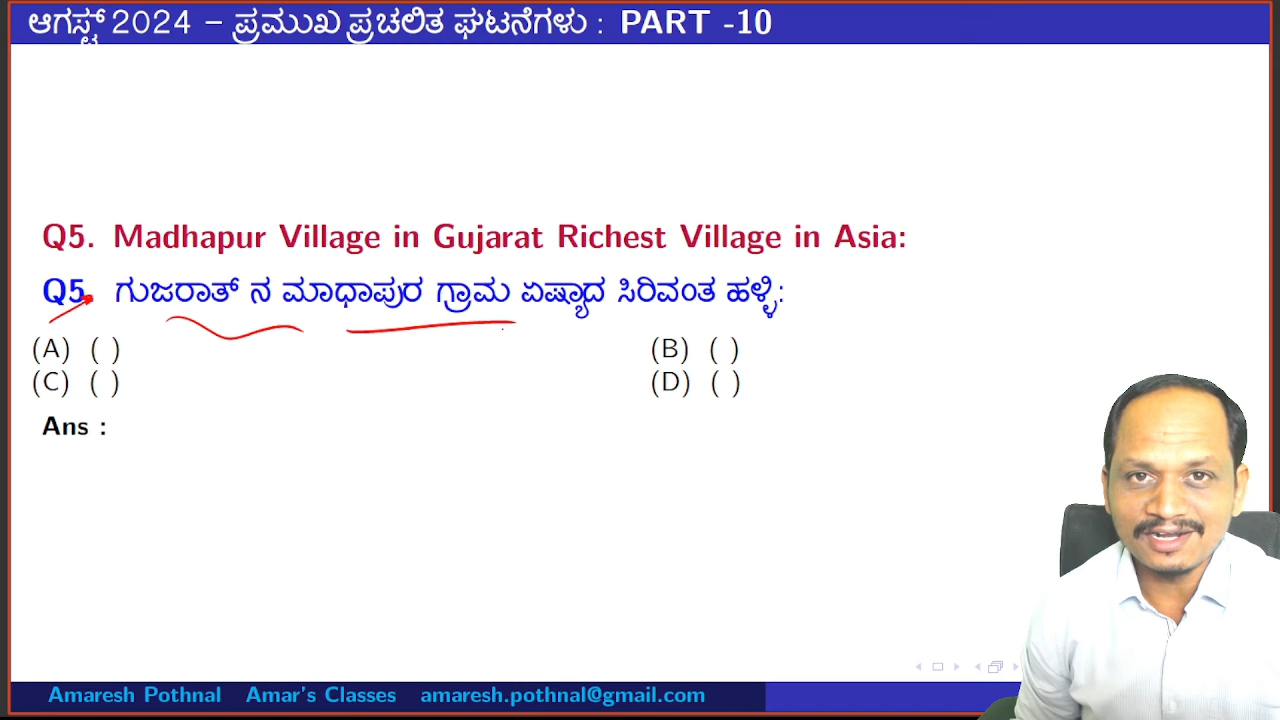 ಆಗಸ್ಟ್ 2024 – ಪ್ರಮುಖ ಪ್ರಚಲಿತ ಘಟನೆಗಳು : PART -10
Q5. Madhapur Village in Gujarat Richest Village in Asia:
Q5. ಗುಜರಾತ್ ನ ಮಾಧಾಪುರ ಗ್ರಾಮ ಏಷ್ಯಾದ ಸಿರಿವಂತ ಹಳ್ಳಿ:
(A) ( ) (B) ( )
(C) ( ) (D) ( )
Ans :
Amaresh Pothnal Amar's Classes amaresh.pothnal@gmail.com